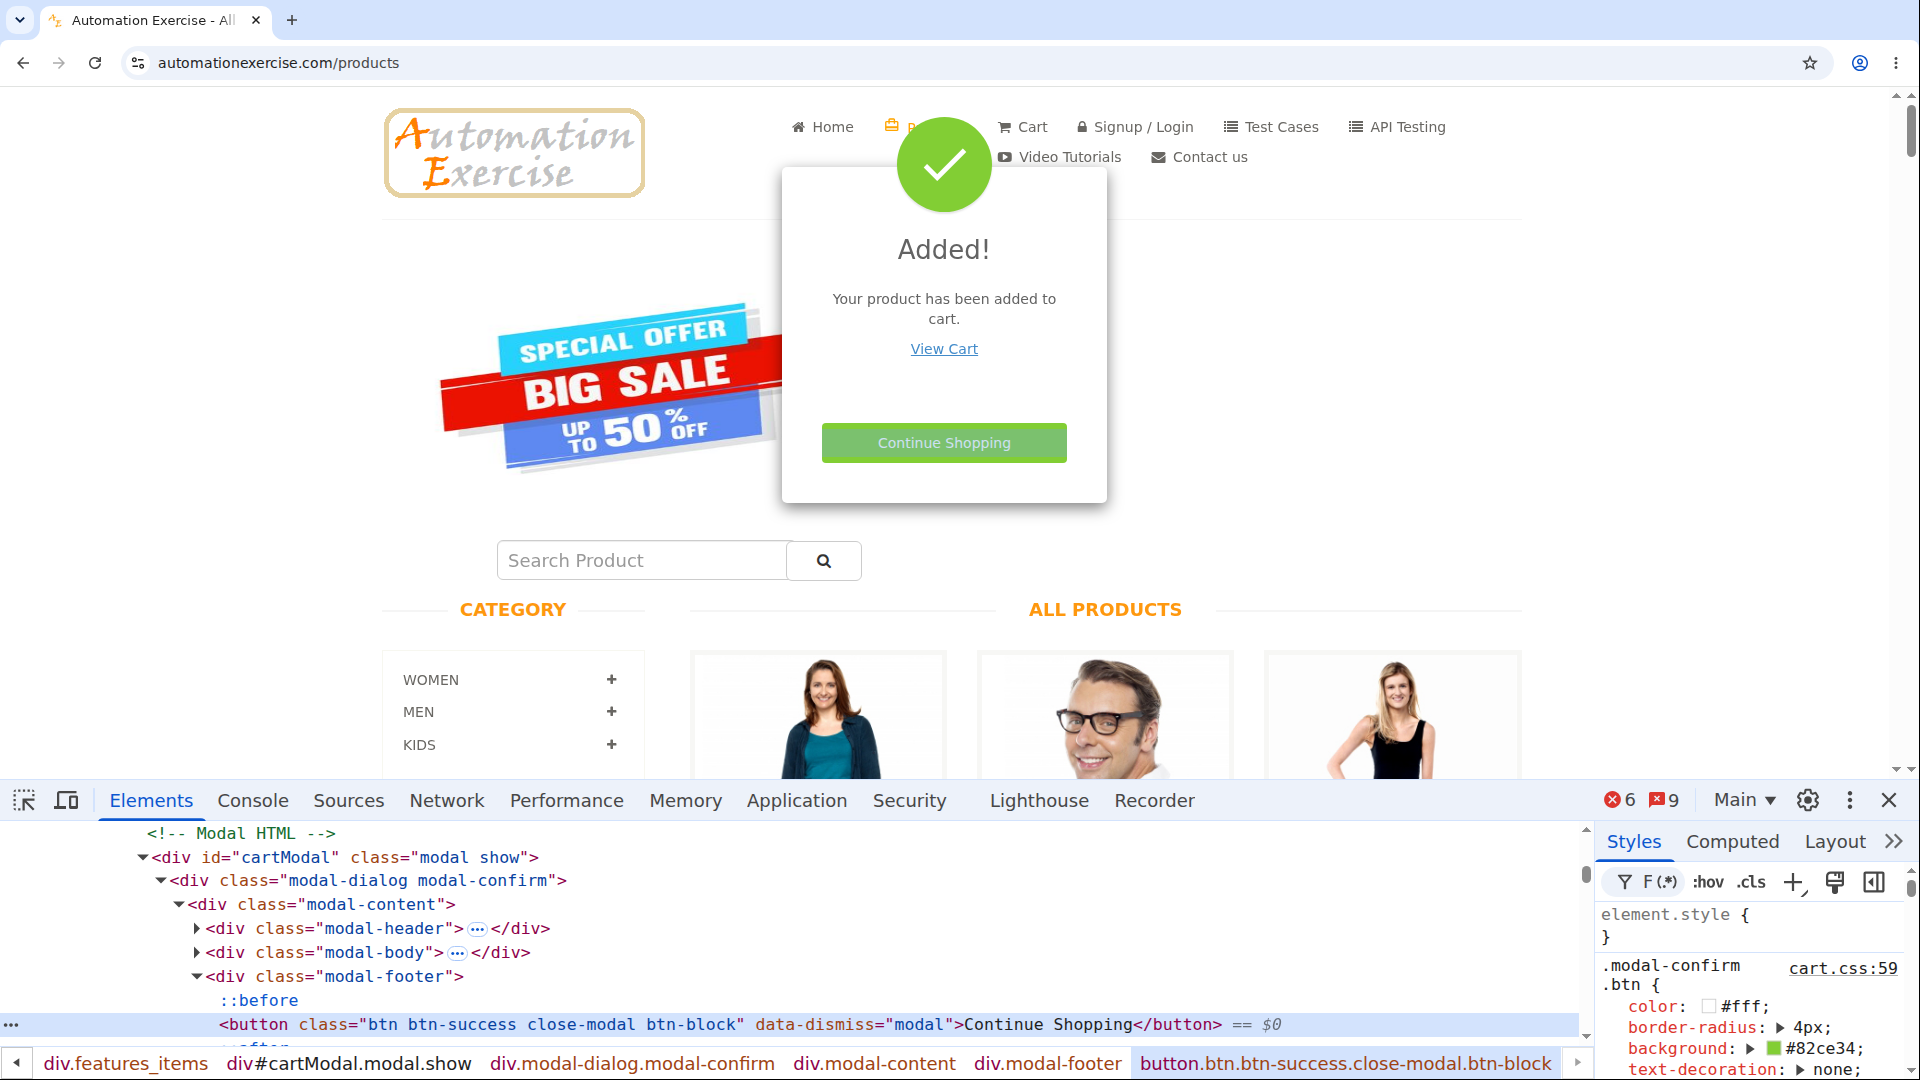 Automation Exercise - All
automationexercise.com/products
Automation
Exercise
Home
Cart
Signup / Login
Test Cases
API Testing
Video Tutorials
Contact us
Added!
Your product has been added to
cart.
View Cart
Continue Shopping
SPECIAL OFFER
BIG SALE
UP TO 50% OFF
Search Product
CATEGORY
ALL PRODUCTS
WOMEN
MEN
KIDS
Elements Console Sources Network Performance Memory Application Security Lighthouse Recorder 6 9 Main
<!-- Modal HTML -->
<div id="cartModal" class="modal show">
<div class="modal-dialog modal-confirm">
<div class="modal-content">
<div class="modal-header">…</div>
<div class="modal-body">…</div>
<div class="modal-footer">
::before
<button class="btn btn-success close-modal btn-block" data-dismiss="modal">Continue Shopping</button> == $0
div.features_items div#cartModal.modal.show div.modal-dialog.modal-confirm div.modal-content div.modal-footer button.btn.btn-success.close-modal.btn-block
Styles Computed Layout
F (.*) :hov .cls
element.style {
}
.modal-confirm cart.css:59
.btn {
color: #fff;
border-radius: 4px;
background: #82ce34;
text-decoration: none;